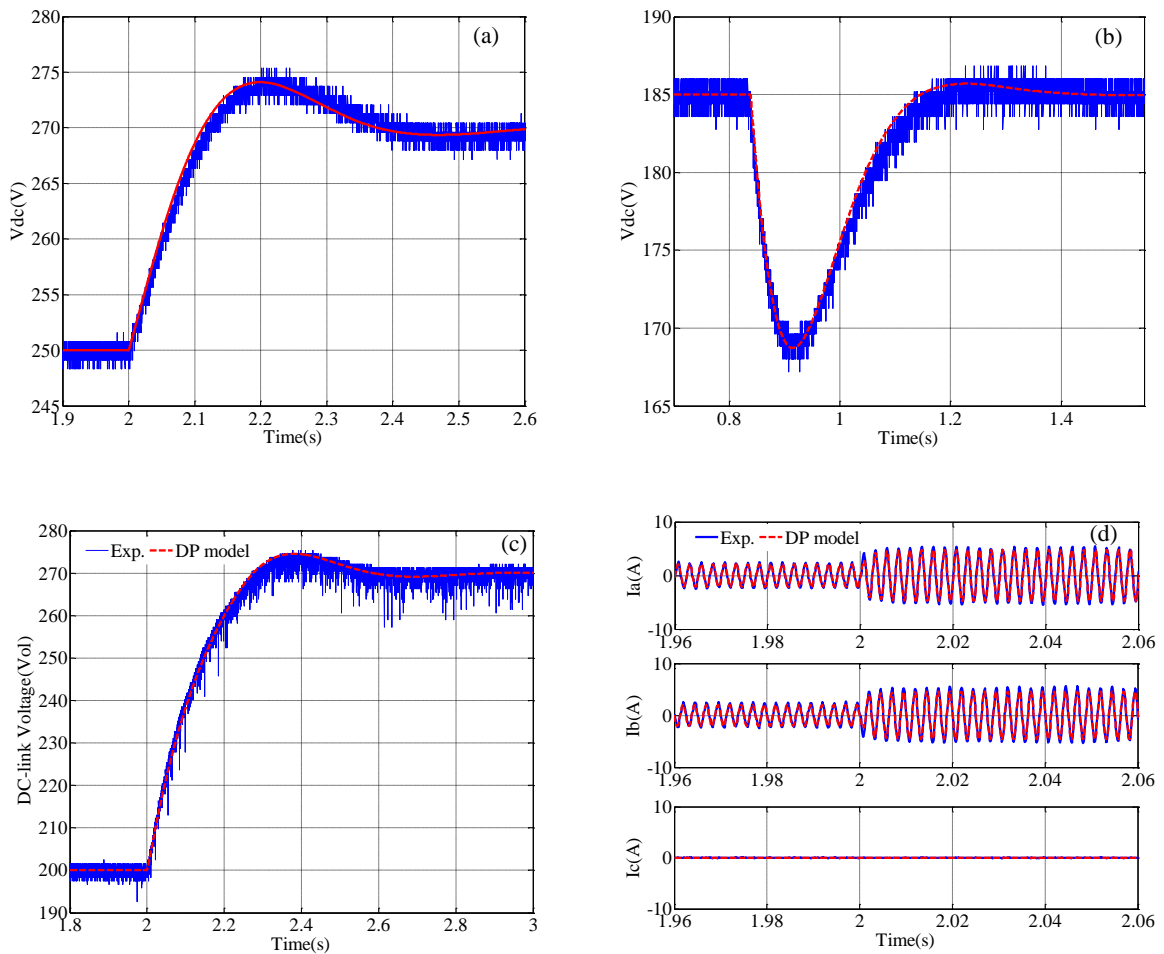 (a)
280
275
270
265
260
255
250
245
1.9 2 2.1 2.2 2.3 2.4 2.5 2.6
Time(s)
Vdc(V)
(b)
190
185
180
175
170
165
0.8 1 1.2 1.4
Time(s)
Vdc(V)
(c)
Exp. DP model
280
270
260
250
240
230
220
210
200
190
1.8 2 2.2 2.4 2.6 2.8 3
Time(s)
DC-link Voltage(Vol)
(d)
Exp. DP model
10
0
-10
1.96 1.98 2 2.02 2.04 2.06
Ia(A)
10
0
-10
1.96 1.98 2 2.02 2.04 2.06
Ib(A)
Exp. DP model
10
0
-10
1.96 1.98 2 2.02 2.04 2.06
Ic(A)
Time(s)